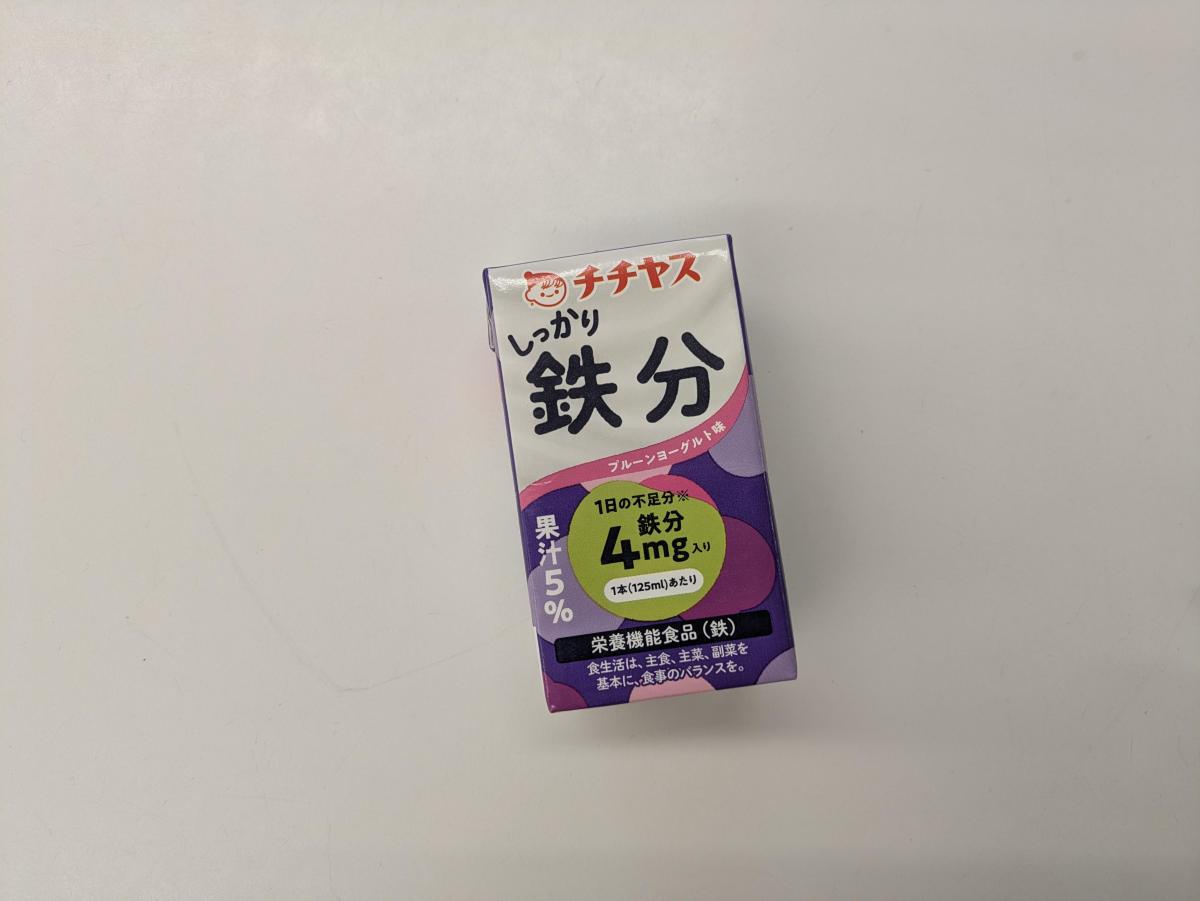 チチヤス
しっかり
鉄分
プルーンヨーグルト味
1日の不足分※
鉄分
4mg入り
1本(125ml)あたり
果汁5%
栄養機能食品(鉄)
食生活は、主食、主菜、副菜を
基本に、食事のバランスを。